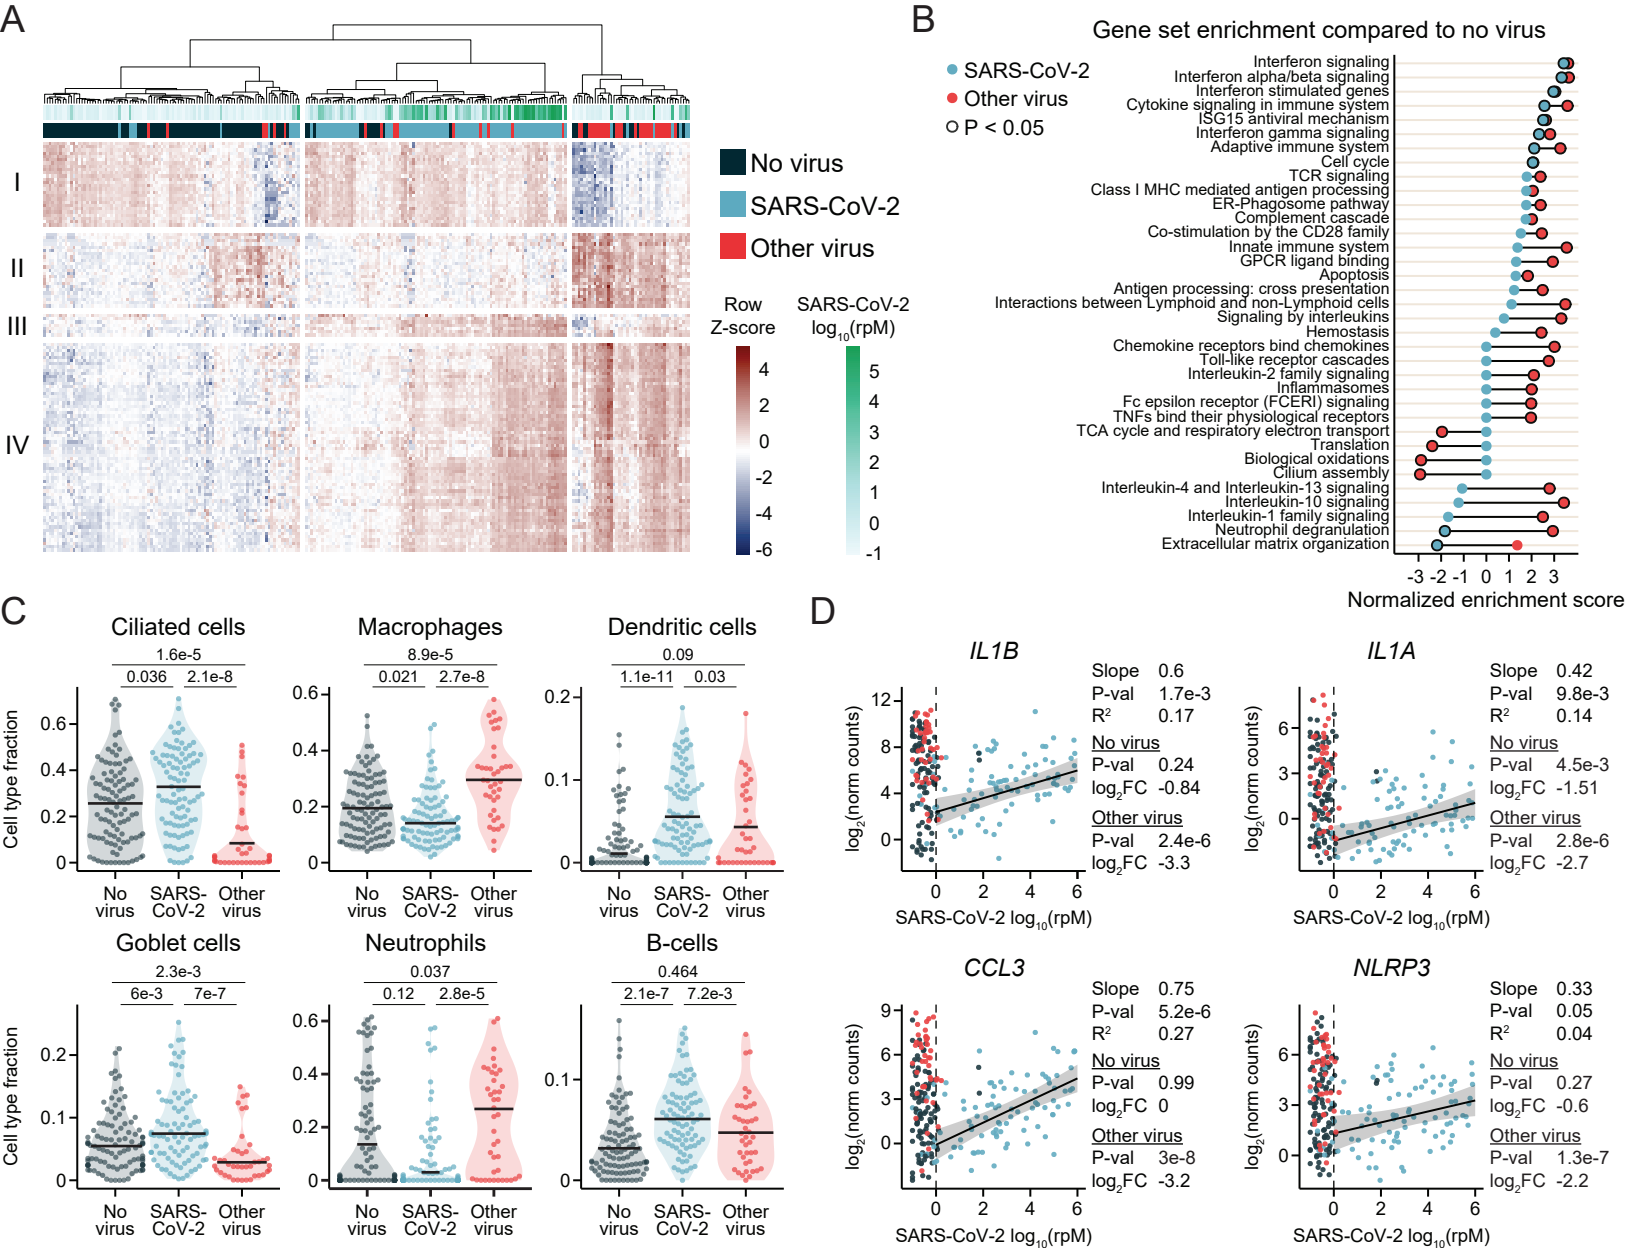 A
I
II
III
IV
No virus
SARS-CoV-2
Other virus
Row
Z-score
4
2
0
-2
-4
-6
SARS-CoV-2
log10(rpM)
5
4
3
2
1
0
-1
B
Gene set enrichment compared to no virus
SARS-CoV-2
Other virus
P < 0.05
Interferon signaling
Interferon alpha/beta signaling
Interferon stimulated genes
Cytokine signaling in immune system
ISG15 antiviral mechanism
Interferon gamma signaling
Adaptive immune system
Cell cycle
TCR signaling
Class I MHC mediated antigen processing
ER-Phagosome pathway
Complement cascade
Co-stimulation by the CD28 family
Innate immune system
GPCR ligand binding
Apoptosis
Antigen processing: cross presentation
Interactions between Lymphoid and non-Lymphoid cells
Signaling by interleukins
Hemostasis
Chemokine receptors bind chemokines
Toll-like receptor cascades
Interleukin-2 family signaling
Inflammasomes
Fc epsilon receptor (FCERI) signaling
TNFs bind their physiological receptors
TCA cycle and respiratory electron transport
Translation
Biological oxidations
Cilium assembly
Interleukin-4 and Interleukin-13 signaling
Interleukin-10 signaling
Interleukin-1 family signaling
Neutrophil degranulation
Extracellular matrix organization
-3 -2 -1 0 1 2 3
Normalized enrichment score
C
Ciliated cells
1.6e-5
0.036 2.1e-8
Cell type fraction
0.6
0.4
0.2
0
No virus
SARS-CoV-2
Other virus
Macrophages
8.9e-5
0.021 2.7e-8
0.6
0.4
0.2
0
No virus
SARS-CoV-2
Other virus
Dendritic cells
0.09
1.1e-11 0.03
0.2
0.1
0
No virus
SARS-CoV-2
Other virus
Goblet cells
2.3e-3
6e-3 7e-7
Cell type fraction
0.2
0.1
0
No virus
SARS-CoV-2
Other virus
Neutrophils
0.037
0.12 2.8e-5
0.6
0.4
0.2
0
No virus
SARS-CoV-2
Other virus
B-cells
0.464
2.1e-7 7.2e-3
0.1
0
No virus
SARS-CoV-2
Other virus
D
IL1B
log2(norm counts)
12
8
4
0
0 2 4 6
SARS-CoV-2 log10(rpM)
Slope 0.6
P-val 1.7e-3
R2 0.17
No virus
P-val 0.24
log2FC -0.84
Other virus
P-val 2.4e-6
log2FC -3.3
IL1A
log2(norm counts)
6
3
0
0 2 4 6
SARS-CoV-2 log10(rpM)
Slope 0.42
P-val 9.8e-3
R2 0.14
No virus
P-val 4.5e-3
log2FC -1.51
Other virus
P-val 2.8e-6
log2FC -2.7
CCL3
log2(norm counts)
9
6
3
0
0 2 4 6
SARS-CoV-2 log10(rpM)
Slope 0.75
P-val 5.2e-6
R2 0.27
No virus
P-val 0.99
log2FC 0
Other virus
P-val 3e-8
log2FC -3.2
NLRP3
log2(norm counts)
6
3
0
0 2 4 6
SARS-CoV-2 log10(rpM)
Slope 0.33
P-val 0.05
R2 0.04
No virus
P-val 0.27
log2FC -0.6
Other virus
P-val 1.3e-7
log2FC -2.2